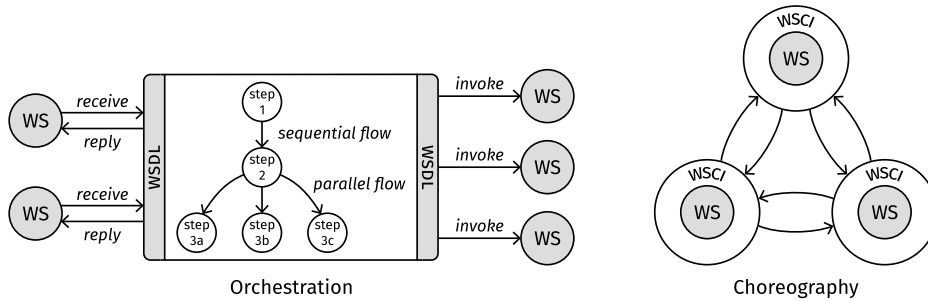 WS
receive
reply
WS
receive
reply
WSDL
step
1
sequential flow
step
2
parallel flow
step
3a
step
3b
step
3c
WSDL
invoke
WS
invoke
WS
invoke
WS
Orchestration
WSCI
WS
WSCI
WS
WSCI
WS
Choreography